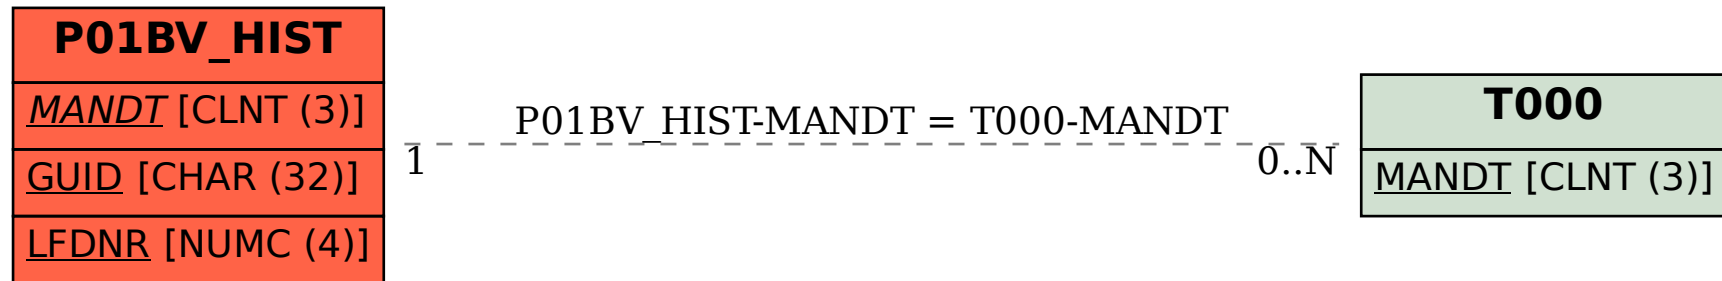 P01BV_HIST
MANDT [CLNT (3)]
GUID [CHAR (32)]
LFDNR [NUMC (4)]
P01BV_HIST-MANDT = T000-MANDT
1
0..N
T000
MANDT [CLNT (3)]